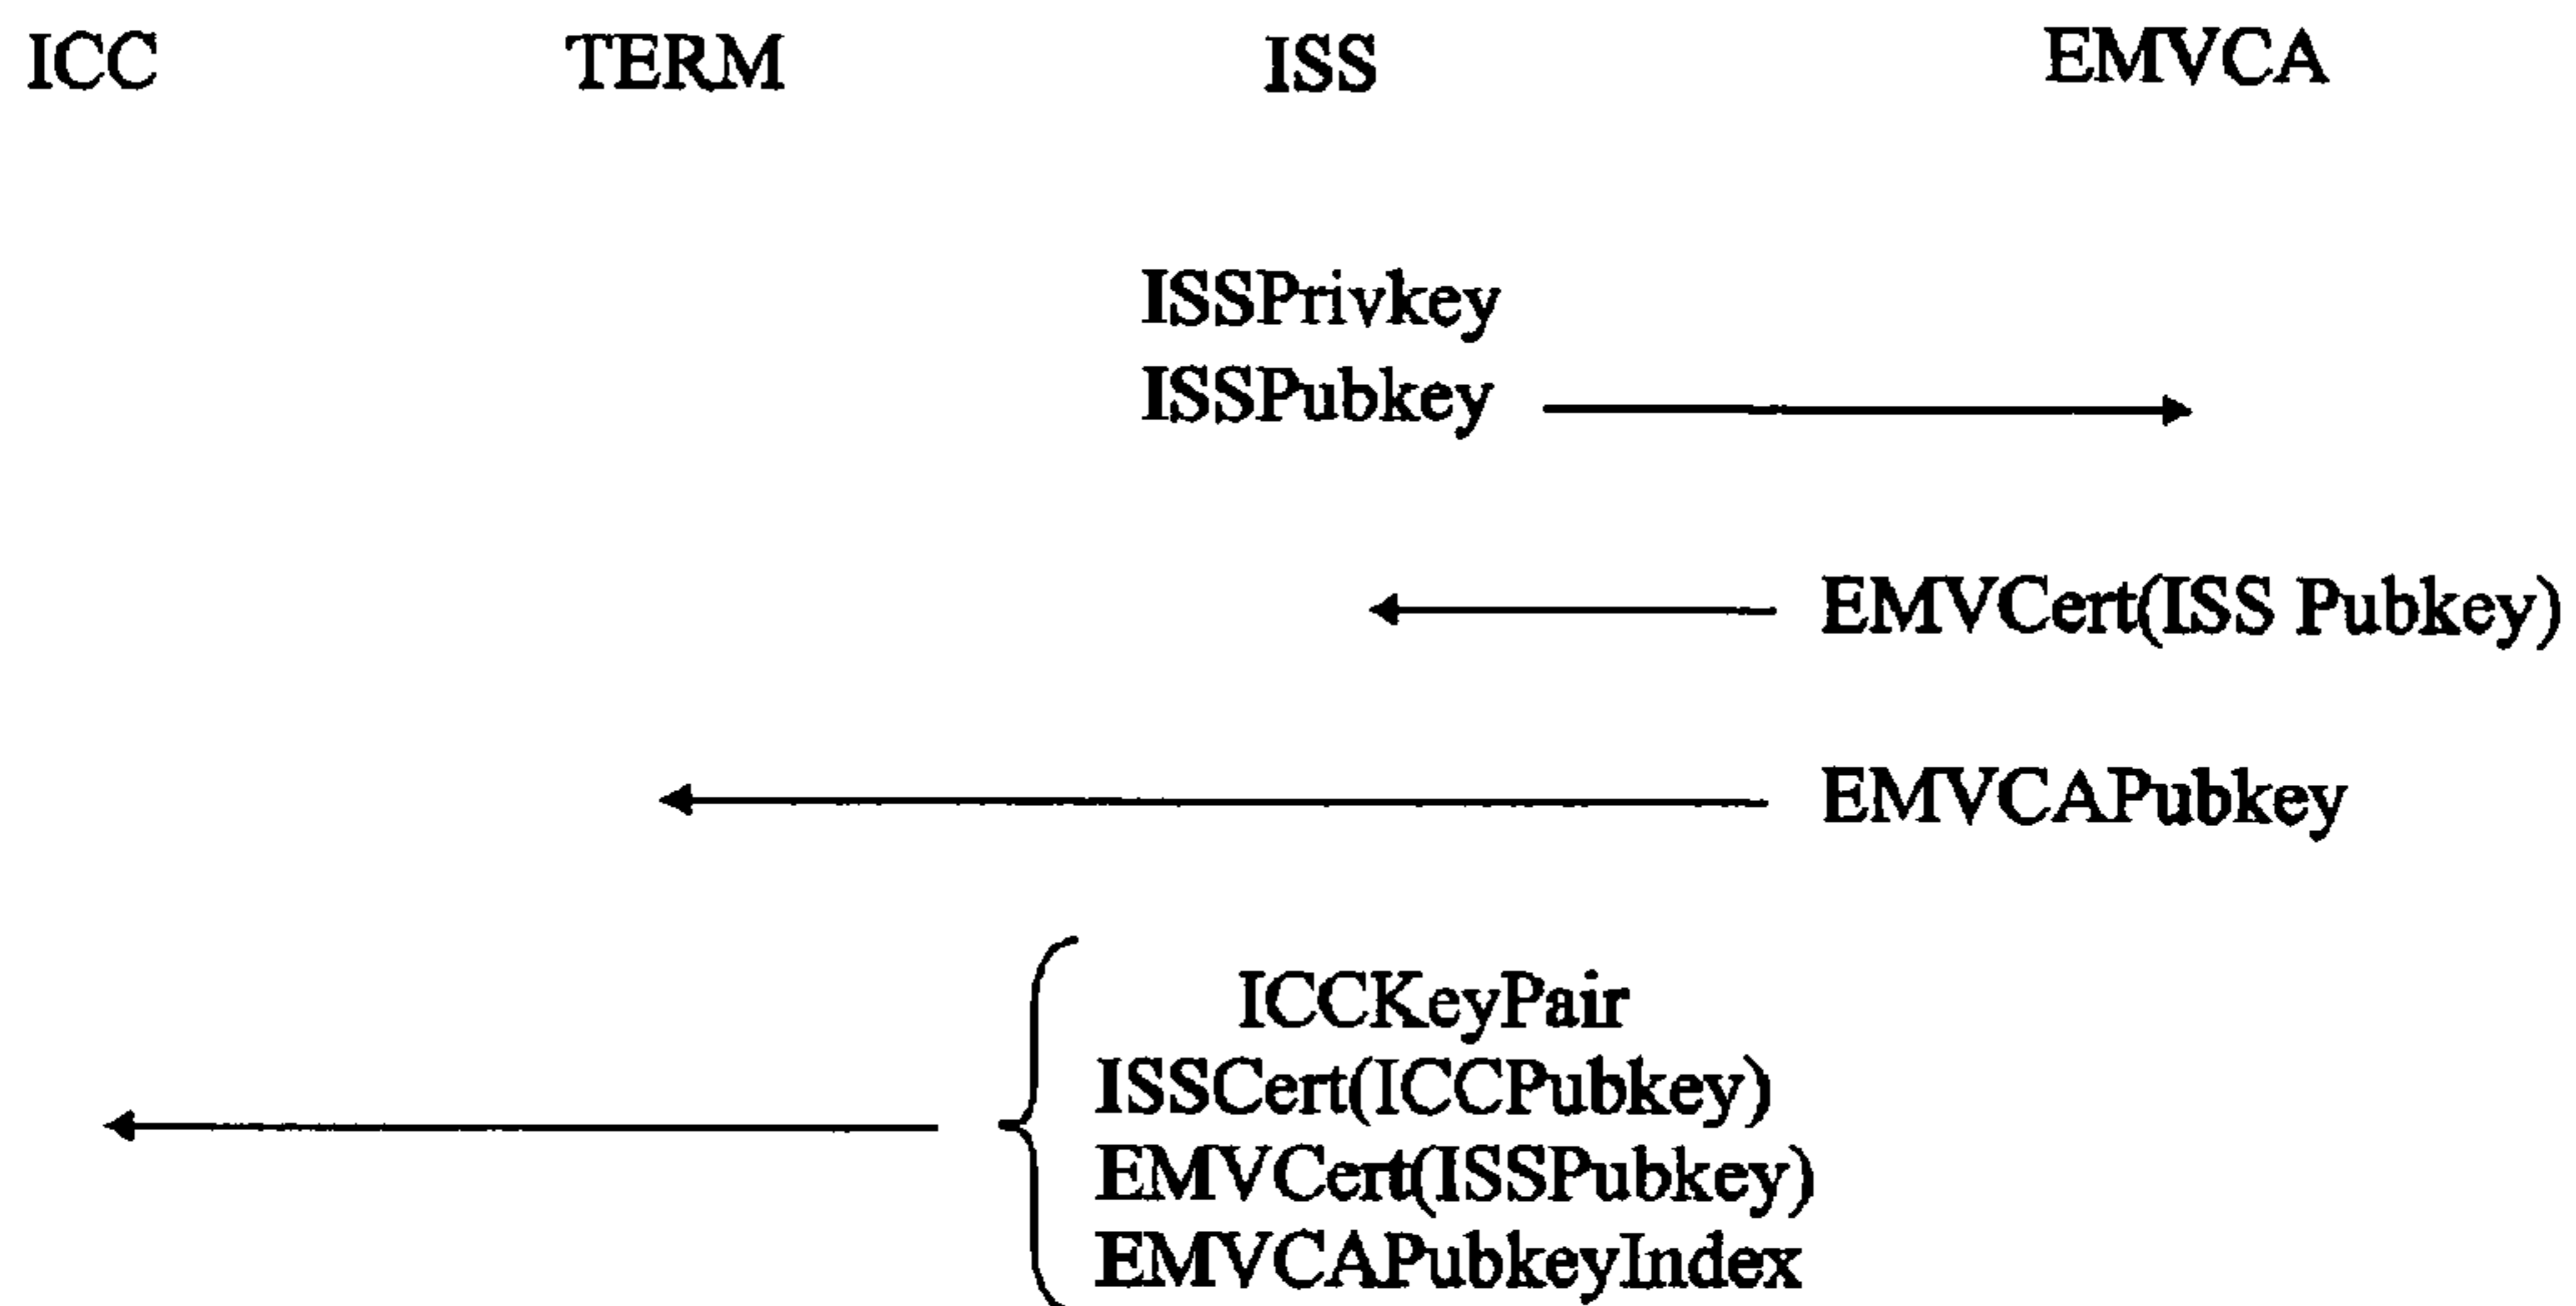 ICC TERM ISS EMVCA
ISSPrivkey
ISSPubkey
EMVCert(ISS Pubkey)
EMVCAPubkey
ICCKeyPair
ISSCert(ICCPubkey)
EMVCert(ISSPubkey)
EMVCAPubkeyIndex